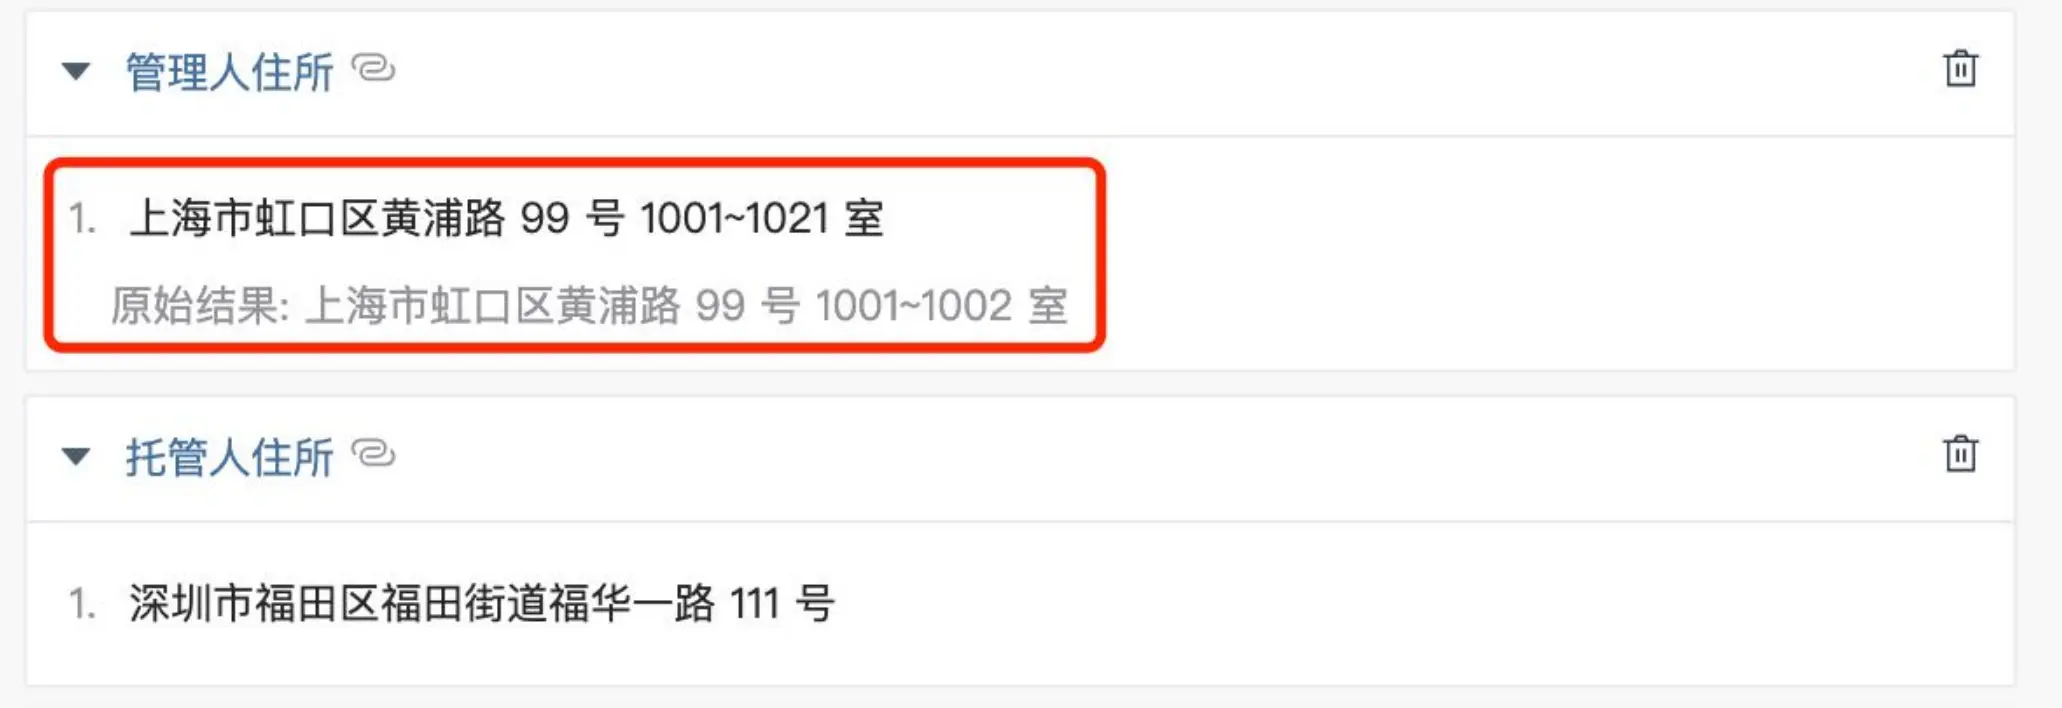 管理人住所
1. 上海市虹口区黄浦路 99 号 1001~1021 室
原始结果: 上海市虹口区黄浦路 99 号 1001~1002 室
托管人住所
1. 深圳市福田区福田街道福华一路 111 号